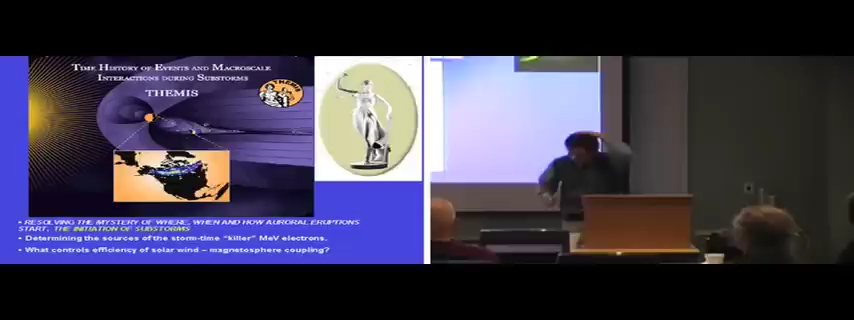 TIME HISTORY OF EVENTS AND MACROSCALE
INTERACTIONS DURING SUBSTORMS
THEMIS
THEMIS
• RESOLVING THE MYSTERY OF WHERE, WHEN AND HOW AURORAL ERUPTIONS
START, THE INITIATION OF SUBSTORMS
• Determining the sources of the storm-time "killer" MeV electrons.
• What controls efficiency of solar wind – magnetosphere coupling?